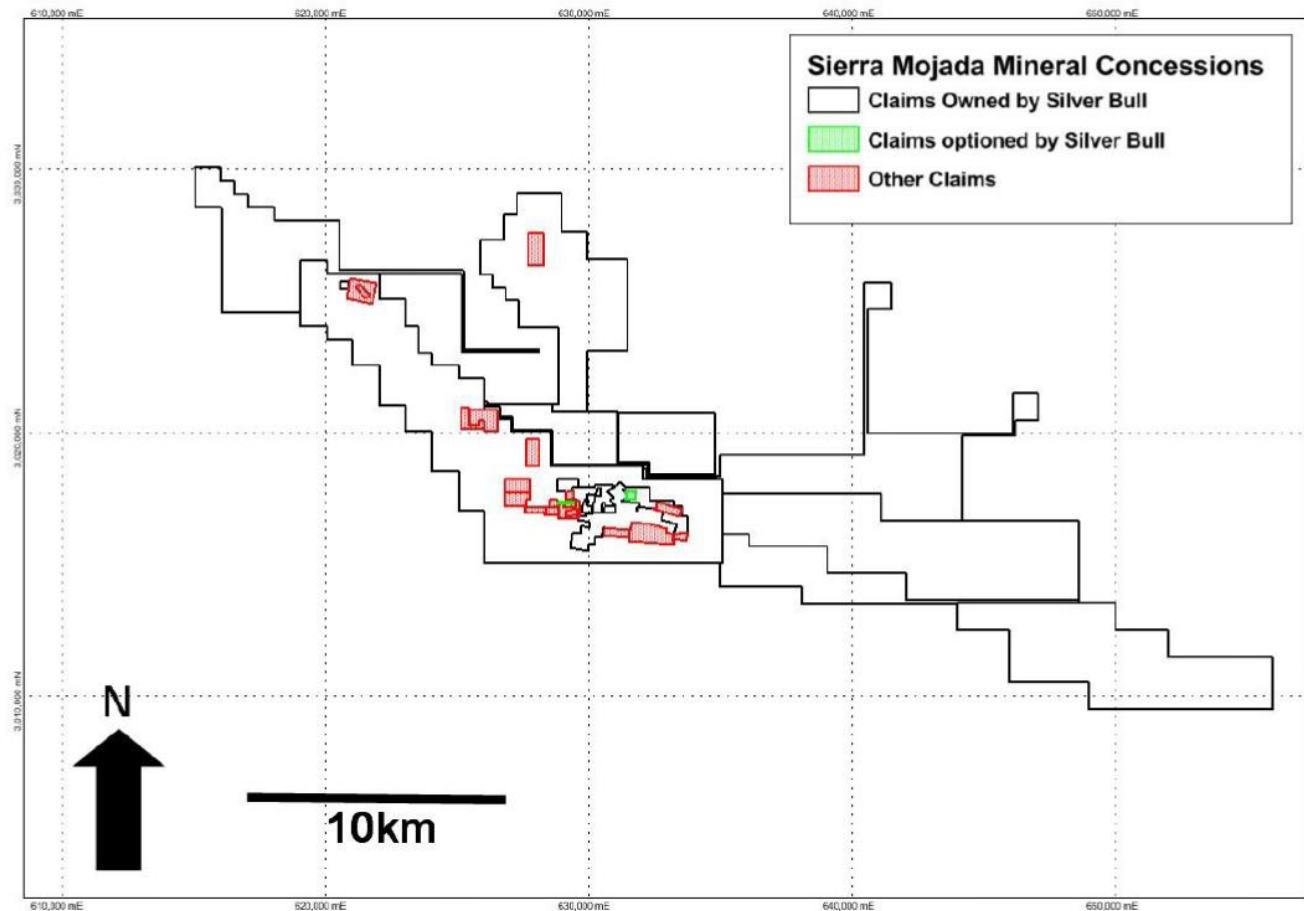 610,000 mE 620,000 mE 630,000 mE 640,000 mE 650,000 mE
Sierra Mojada Mineral Concessions
Claims Owned by Silver Bull
Claims optioned by Silver Bull
Other Claims
3,030,000 mN
3,020,000 mN
3,010,000 mN
N
10km
610,000 mE 620,000 mE 630,000 mE 640,000 mE 650,000 mE